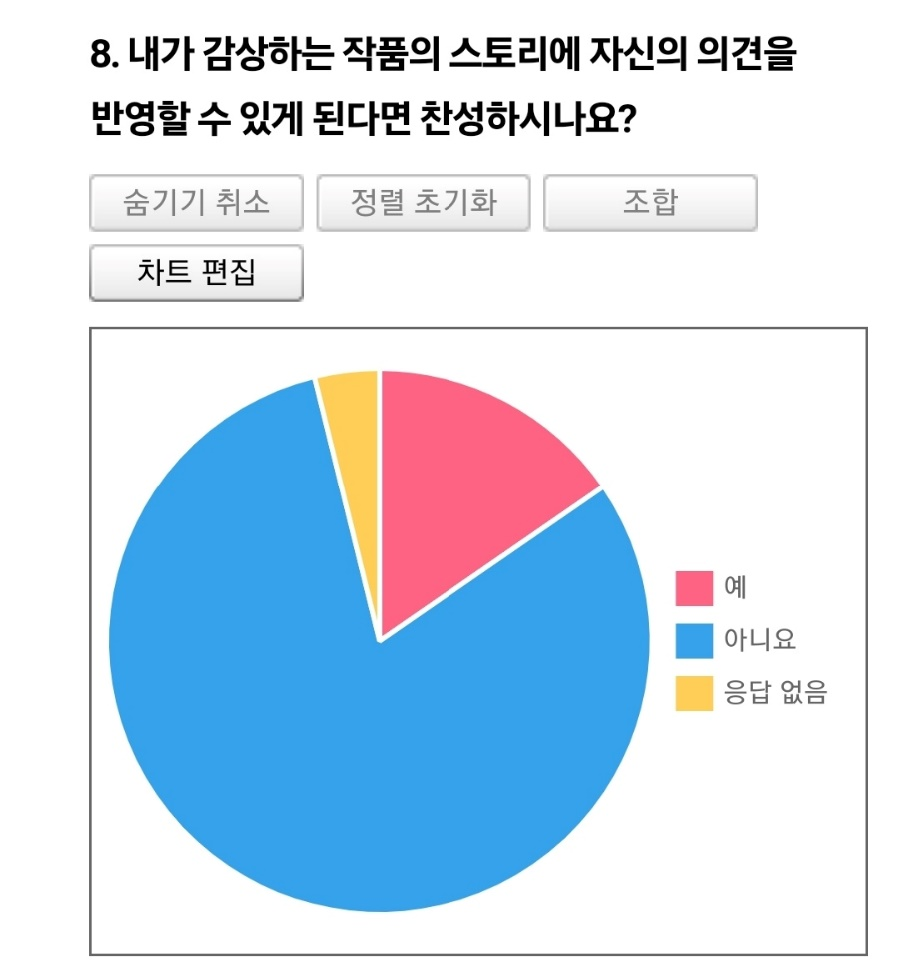 8. 내가 감상하는 작품의 스토리에 자신의 의견을
반영할 수 있게 된다면 찬성하시나요?
숨기기 취소 정렬 초기화 조합
차트 편집
예
아니요
응답 없음